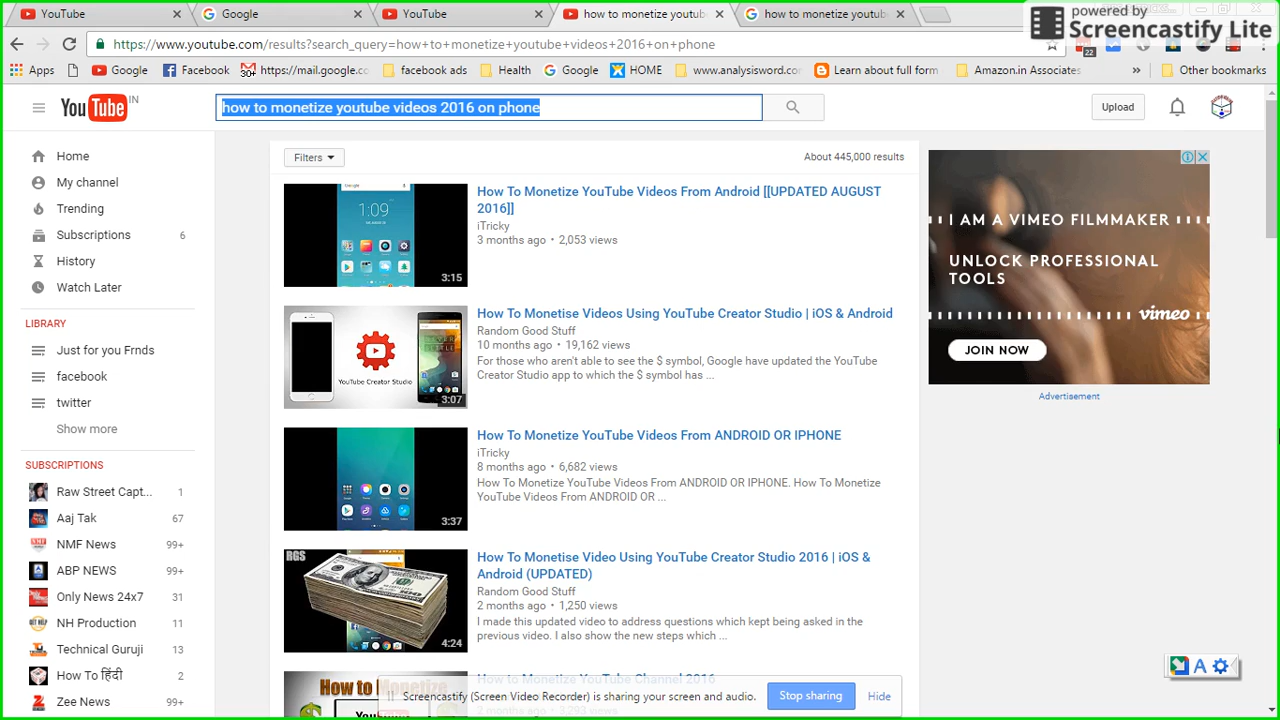 YouTube
Google
YouTube
how to monetize youtub
how to monetize youtub
powered by
Screencastify Lite
https://www.youtube.com/results?search_query=how+to+monetize+youtube+videos+2016+on+phone
22
Apps
Google
Facebook
30+
https://mail.google.co
facebook ads
Health
Google
HOME
www.analysisword.co
Learn about full form
Amazon.in Associates
»
Other bookmarks
YouTube IN
how to monetize youtube videos 2016 on phone
Upload
Home
My channel
Trending
Subscriptions 6
History
Watch Later
LIBRARY
Just for you Frnds
facebook
twitter
Show more
SUBSCRIPTIONS
Raw Street Capt... 1
Aaj Tak 67
NMF News 99+
ABP NEWS 99+
Only News 24x7 31
NH Production 11
Technical Guruji 13
How To हिंदी 2
Zee News 99+
Filters
About 445,000 results
1:09
3:15
How To Monetize YouTube Videos From Android [[UPDATED AUGUST
2016]]
iTricky
3 months ago • 2,053 views
YouTube Creator Studio
3:07
How To Monetise Videos Using YouTube Creator Studio | iOS & Android
Random Good Stuff
10 months ago • 19,162 views
For those who aren't able to see the $ symbol, Google have updated the YouTube
Creator Studio app to which the $ symbol has ...
3:37
How To Monetize YouTube Videos From ANDROID OR IPHONE
iTricky
8 months ago • 6,682 views
How To Monetize YouTube Videos From ANDROID OR IPHONE. How To Monetize
YouTube Videos From ANDROID OR ...
RGS
4:24
How To Monetise Video Using YouTube Creator Studio 2016 | iOS &
Android (UPDATED)
Random Good Stuff
2 months ago • 1,250 views
I made this updated video to address questions which kept being asked in the
previous video. I also show the new steps which ...
How to Monetize
How to Monetize YouTube Channel 2016
2 months ago • 3,293 views
I AM A VIMEO FILMMAKER
UNLOCK PROFESSIONAL
TOOLS
vimeo
JOIN NOW
Advertisement
A
Screencastify (Screen Video Recorder) is sharing your screen and audio.
Stop sharing
Hide